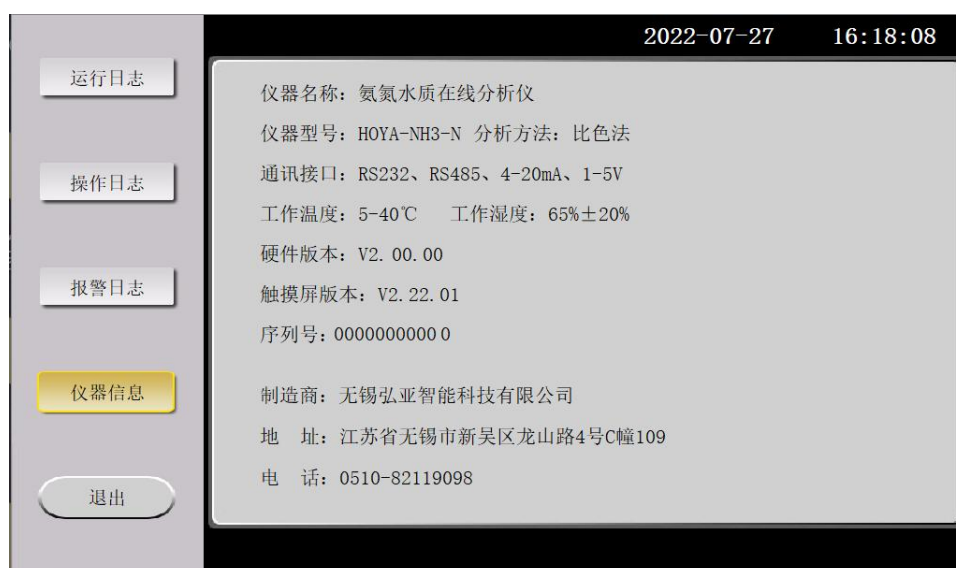 2022-07-27 16:18:08
运行日志
操作日志
报警日志
仪器信息
退出
仪器名称：氨氮水质在线分析仪
仪器型号：HOYA-NH3-N 分析方法：比色法
通讯接口：RS232、RS485、4-20mA、1-5V
工作温度：5-40℃ 工作湿度：65%±20%
硬件版本：V2.00.00
触摸屏版本：V2.22.01
序列号：00000000000
制造商：无锡弘亚智能科技有限公司
地 址：江苏省无锡市新吴区龙山路4号C幢109
电 话：0510-82119098